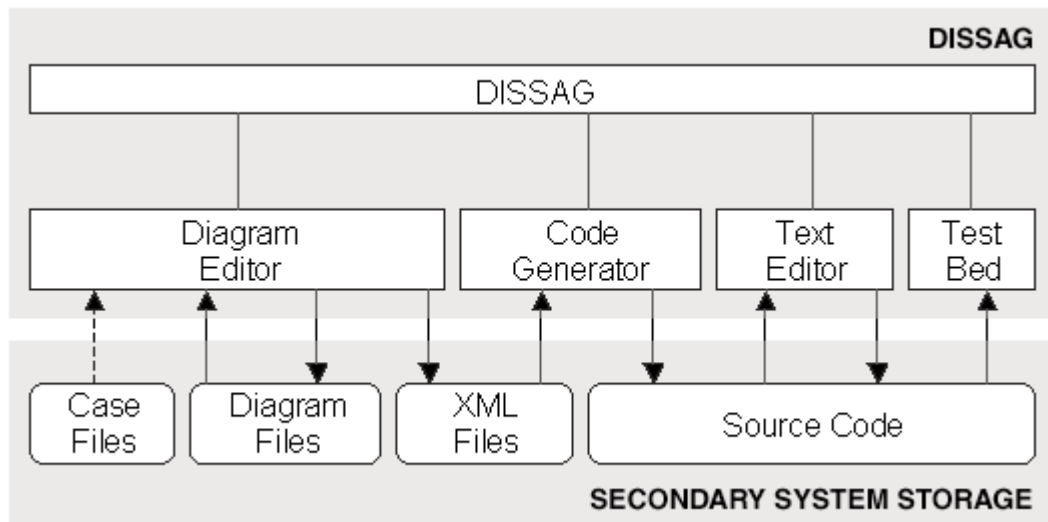 DISSAG
DISSAG
Diagram
Editor
Code
Generator
Text
Editor
Test
Bed
Case
Files
Diagram
Files
XML
Files
Source Code
SECONDARY SYSTEM STORAGE